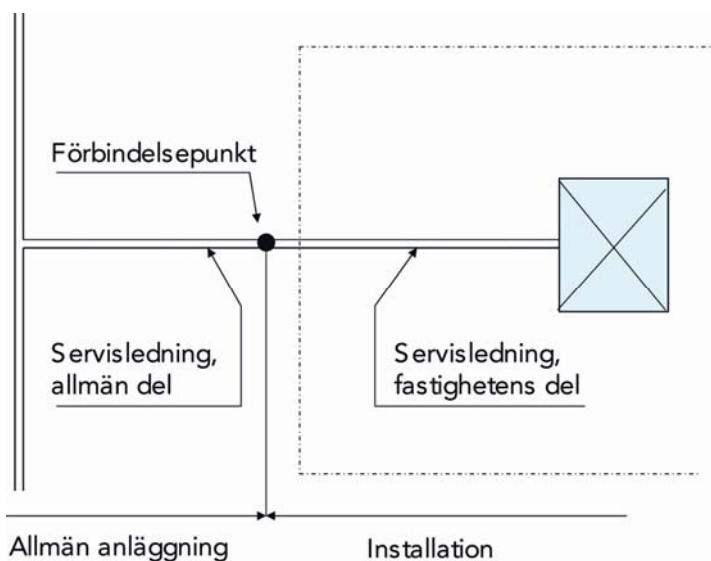 Förbindelsepunkt
Servisledning,
allmän del
Servisledning,
fastighetens del
Allmän anläggning
Installation